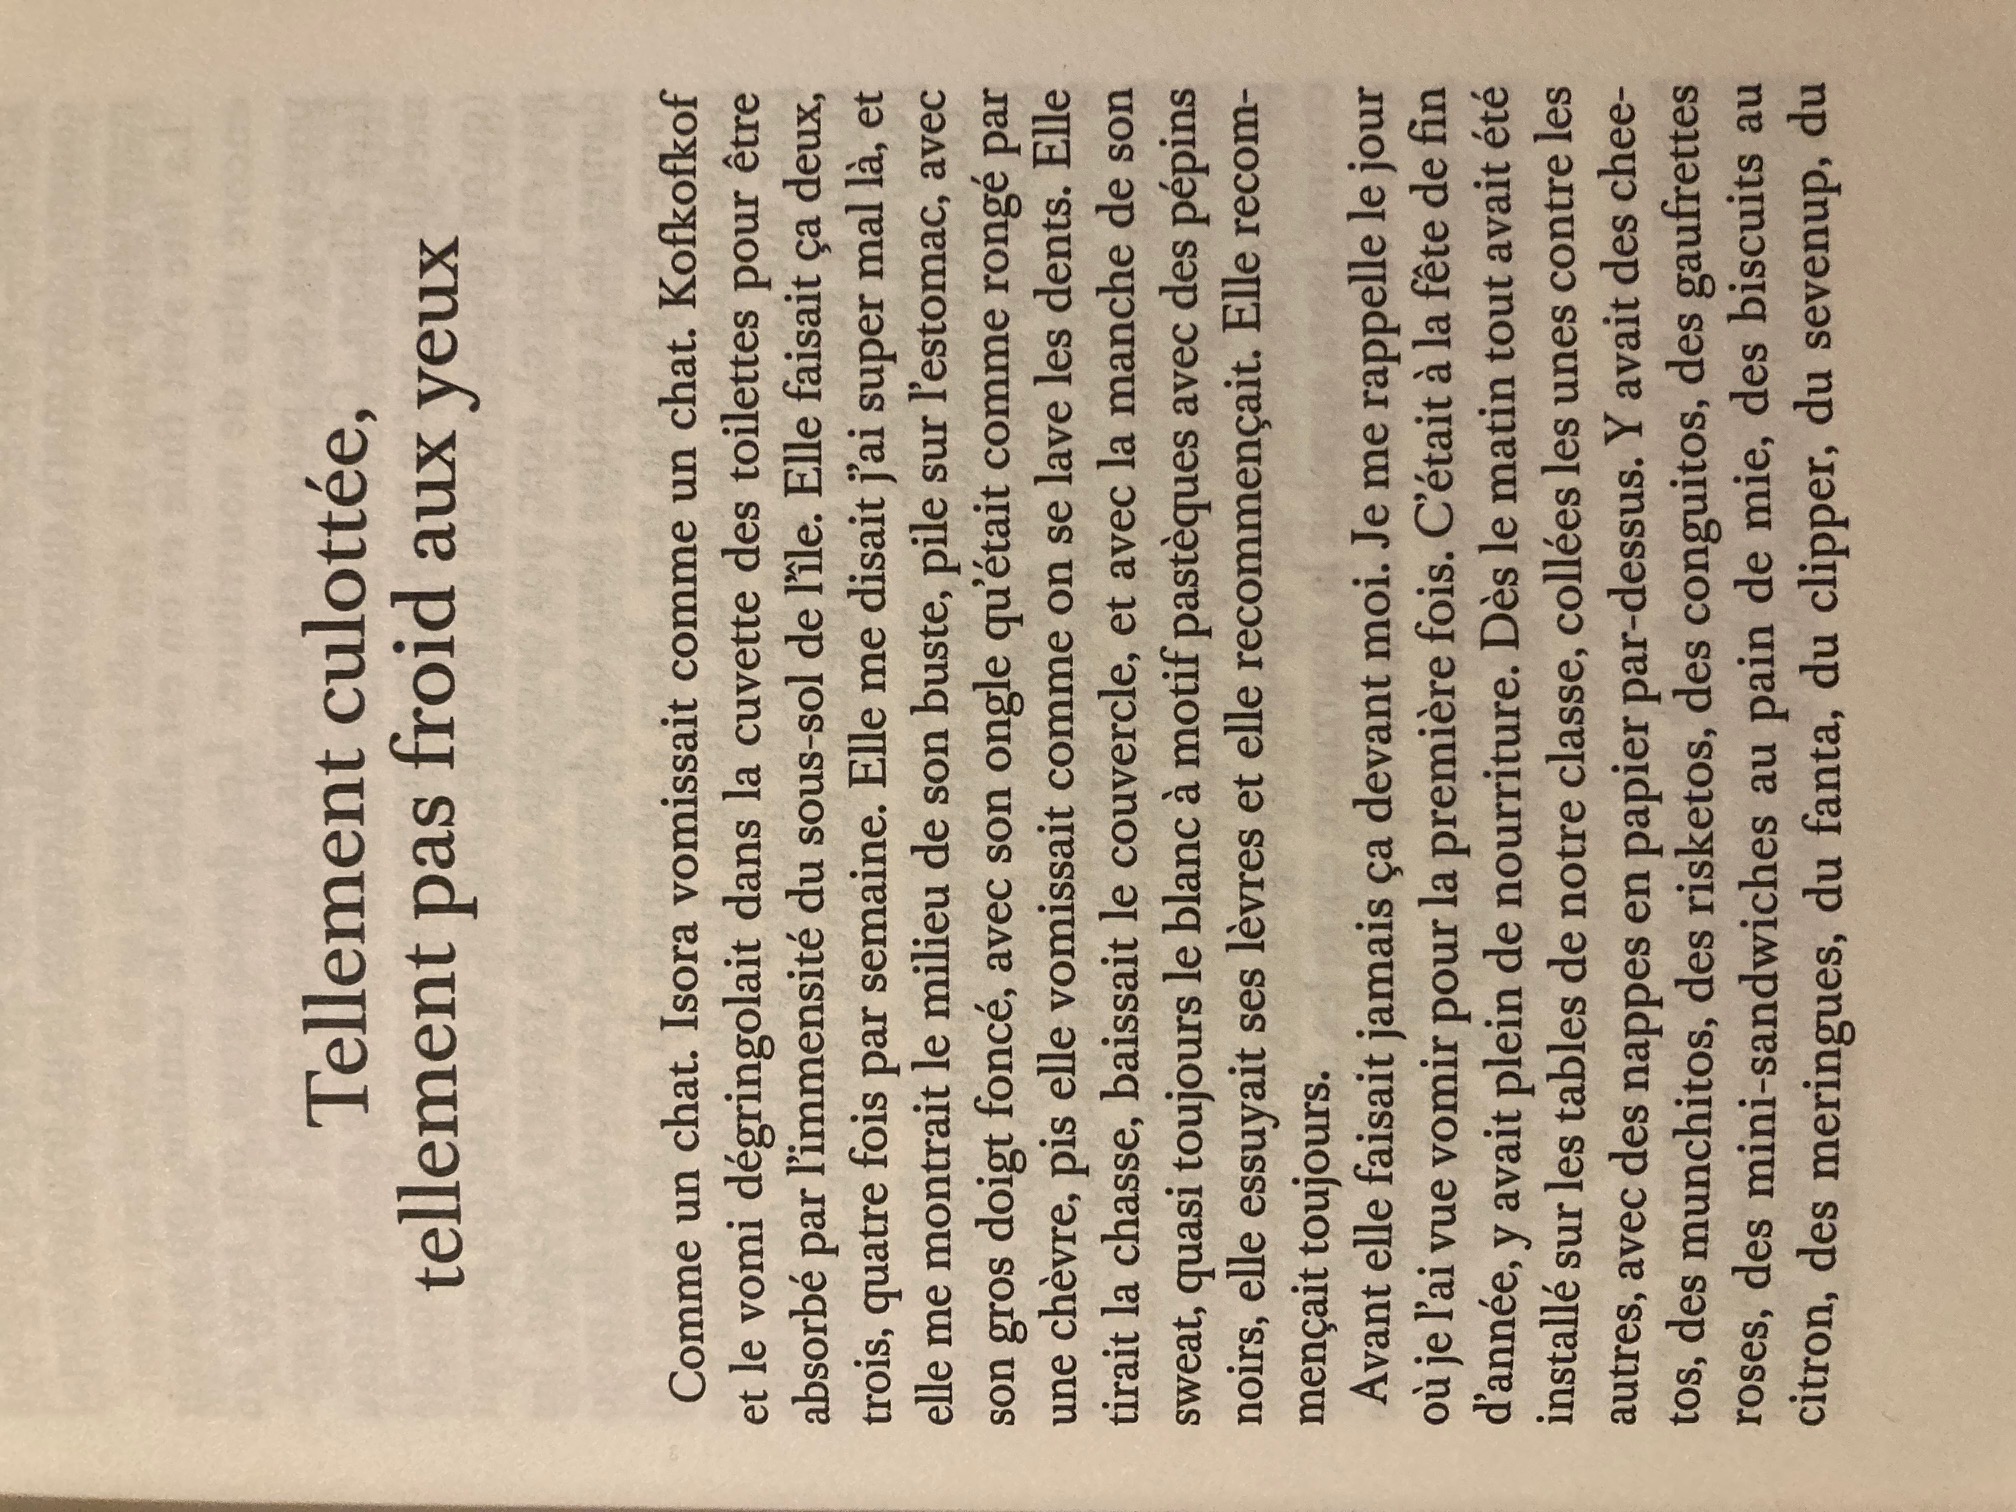 Tellement culottée,
tellement pas froid aux yeux
Comme un chat. Isora vomissait comme un chat. Kofkofkof
et le vomi dégringolait dans la cuvette des toilettes pour être
absorbé par l'immensité du sous-sol de l'île. Elle faisait ça deux,
trois, quatre fois par semaine. Elle me disait j'ai super mal là, et
elle me montrait le milieu de son buste, pile sur l'estomac, avec
son gros doigt foncé, avec son ongle qu'était comme rongé par
une chèvre, pis elle vomissait comme on se lave les dents. Elle
tirait la chasse, baissait le couvercle, et avec la manche de son
sweat, quasi toujours le blanc à motif pastèques avec des pépins
noirs, elle essuyait ses lèvres et elle recommençait. Elle recom-
mençait toujours.
Avant elle faisait jamais ça devant moi. Je me rappelle le jour
où je l'ai vue vomir pour la première fois. C'était à la fête de fin
d'année, y avait plein de nourriture. Dès le matin tout avait été
installé sur les tables de notre classe, collées les unes contre les
autres, avec des nappes en papier par-dessus. Y avait des chee-
tos, des munchitos, des risketos, des conguitos, des gaufrettes
roses, des mini-sandwiches au pain de mie, des biscuits au
citron, des meringues, du fanta, du clipper, du sevenup, du